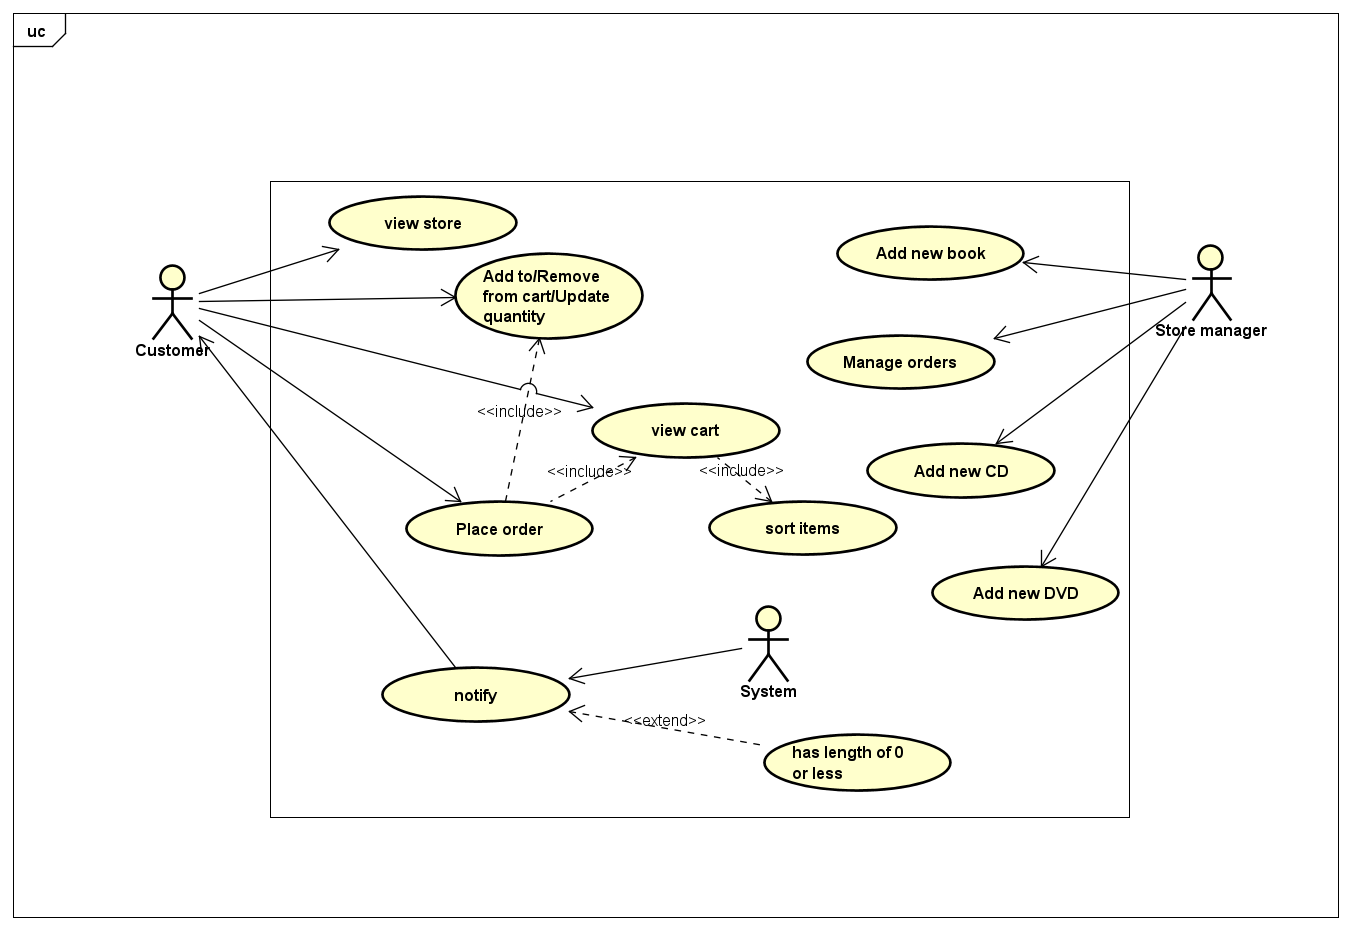 uc
view store
Add new book
Add to/Remove
from cart/Update
quantity
Store manager
Customer
Manage orders
<<include>>
view cart
<<include>>
<<include>>
Add new CD
Place order
sort items
Add new DVD
System
notify
<<extend>>
has length of 0
or less